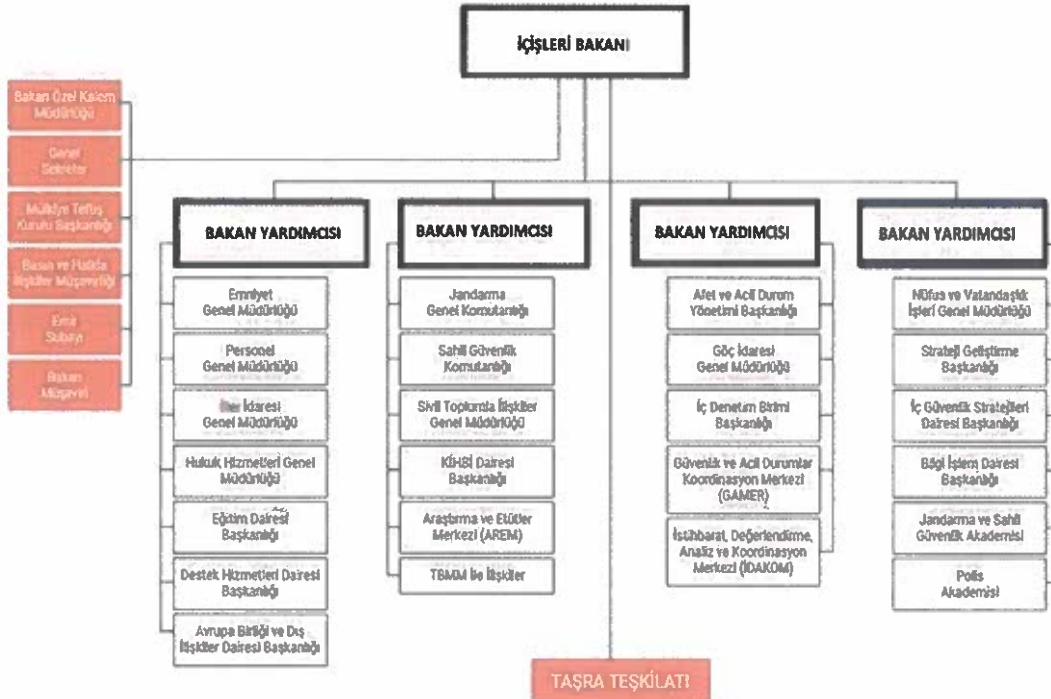 İÇİŞLERİ BAKANI
Bakan Özel Kalem
Müdürlüğü
Genel
Sekreter
Mülkiye Teftiş
Kurulu Başkanlığı
Basın ve Halkla
İlişkiler Müşavirliği
Emir
Subayı
Bakan
Müşaviri
BAKAN YARDIMCISI
Emniyet
Genel Müdürlüğü
Personel
Genel Müdürlüğü
İller İdaresi
Genel Müdürlüğü
Hukuk Hizmetleri Genel
Müdürlüğü
Eğitim Dairesi
Başkanlığı
Destek Hizmetleri Dairesi
Başkanlığı
Avrupa Birliği ve Dış
İlişkiler Dairesi Başkanlığı
BAKAN YARDIMCISI
Jandarma
Genel Komutanlığı
Sahil Güvenlik
Komutanlığı
Sivil Toplumla İlişkiler
Genel Müdürlüğü
KİHBİ Dairesi
Başkanlığı
Araştırma ve Etütler
Merkezi (AREM)
TBMM İle İlişkiler
BAKAN YARDIMCISI
Afet ve Acil Durum
Yönetimi Başkanlığı
Göç İdaresi
Genel Müdürlüğü
İç Denetim Birimi
Başkanlığı
Güvenlik ve Acil Durumlar
Koordinasyon Merkezi
(GAMER)
İstihbarat, Değerlendirme,
Analiz ve Koordinasyon
Merkezi (İDAKOM)
BAKAN YARDIMCISI
Nüfus ve Vatandaşlık
İşleri Genel Müdürlüğü
Strateji Geliştirme
Başkanlığı
İç Güvenlik Stratejileri
Dairesi Başkanlığı
Bilgi İşlem Dairesi
Başkanlığı
Jandarma ve Sahil
Güvenlik Akademisi
Polis
Akademisi
TAŞRA TEŞKİLATI